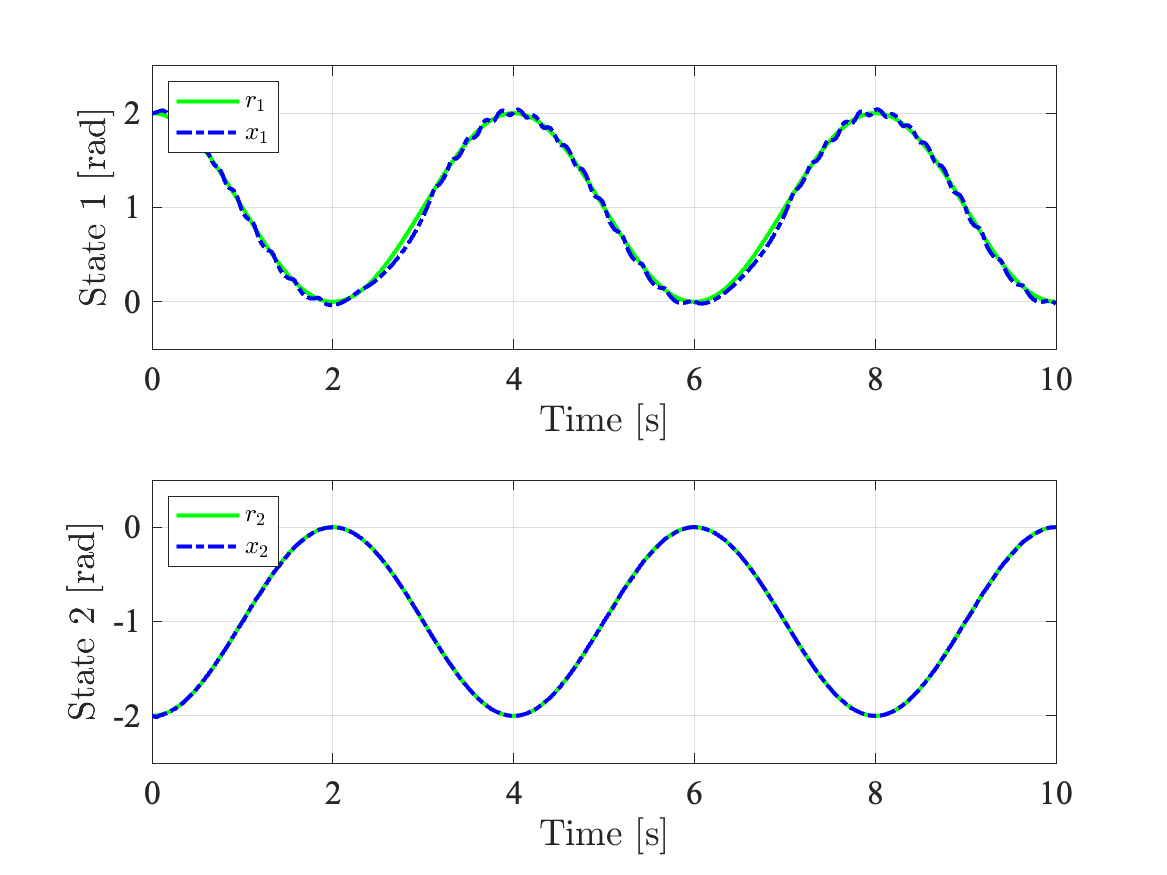 r₁
x₁
2
1
0
State 1 [rad]
0 2 4 6 8 10
Time [s]
r₂
x₂
0
-1
-2
State 2 [rad]
0 2 4 6 8 10
Time [s]